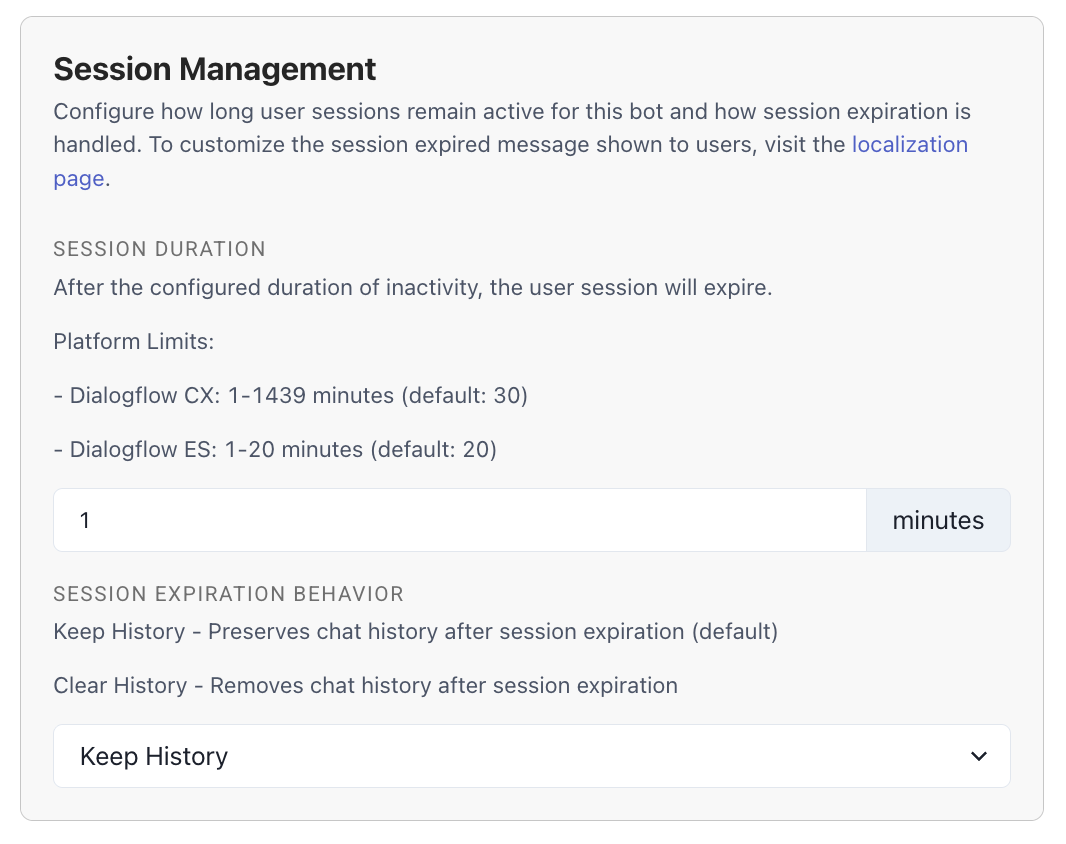 Session Management
Configure how long user sessions remain active for this bot and how session expiration is
handled. To customize the session expired message shown to users, visit the localization
page.
SESSION DURATION
After the configured duration of inactivity, the user session will expire.
Platform Limits:
- Dialogflow CX: 1-1439 minutes (default: 30)
- Dialogflow ES: 1-20 minutes (default: 20)
1 minutes
SESSION EXPIRATION BEHAVIOR
Keep History - Preserves chat history after session expiration (default)
Clear History - Removes chat history after session expiration
Keep History